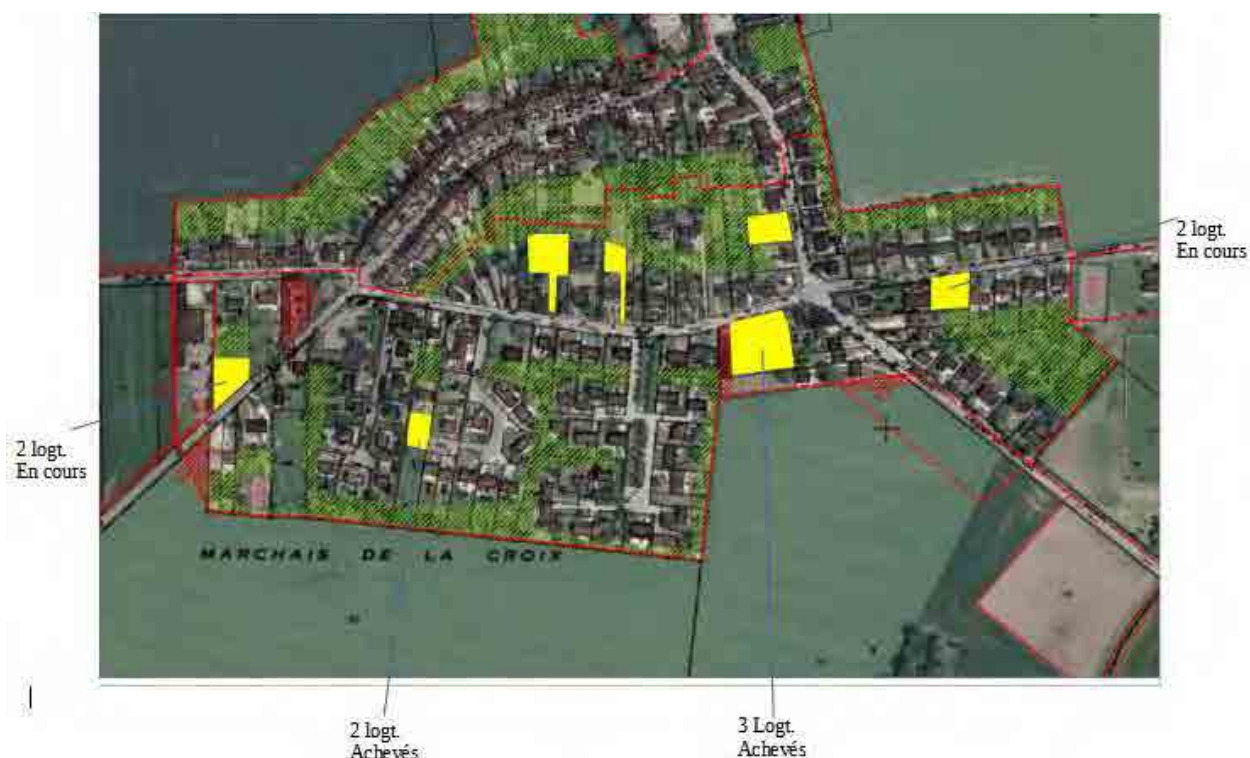 2 logt.
En cours
2 logt.
En cours
MARCHAIS DE LA CROIX
2 logt.
Achevés
3 Logt.
Achevés